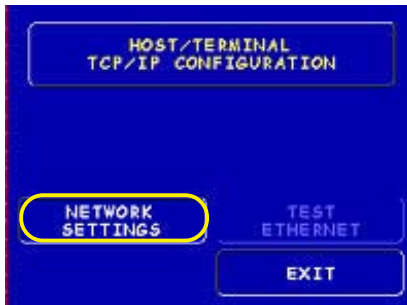 HOST/TERMINAL
TCP/IP CONFIGURATION
NETWORK
SETTINGS
TEST
ETHERNET
EXIT